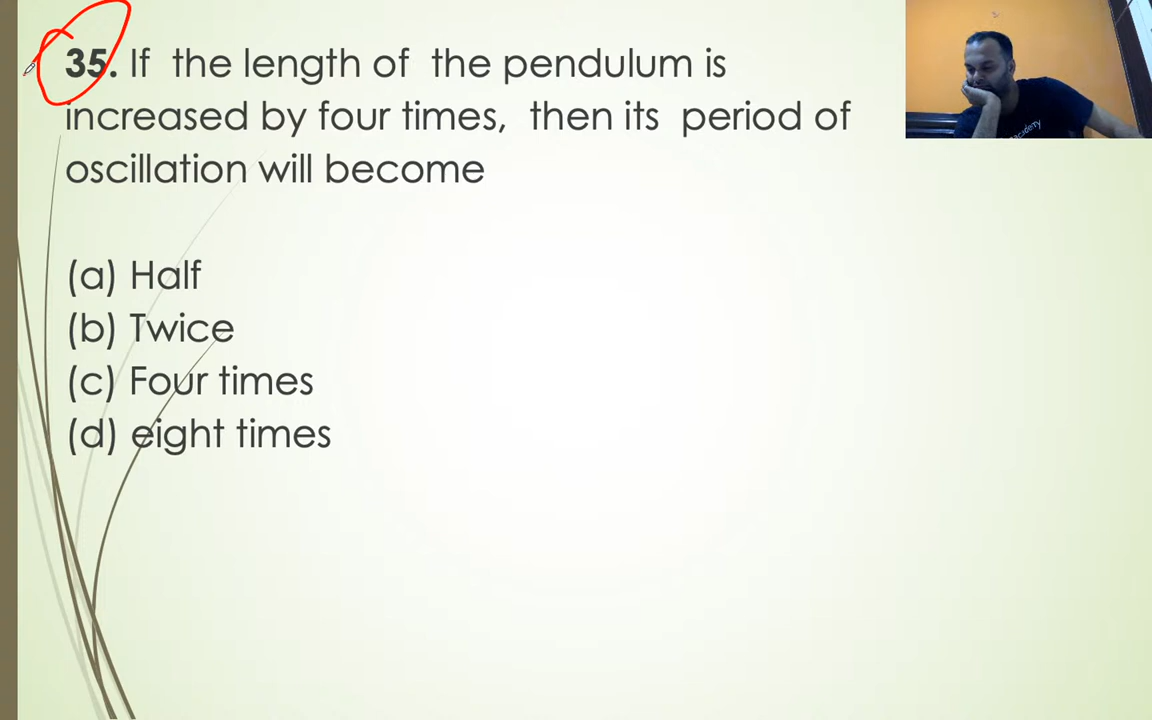 35. If the length of the pendulum is
increased by four times, then its period of
oscillation will become
(a) Half
(b) Twice
(c) Four times
(d) eight times